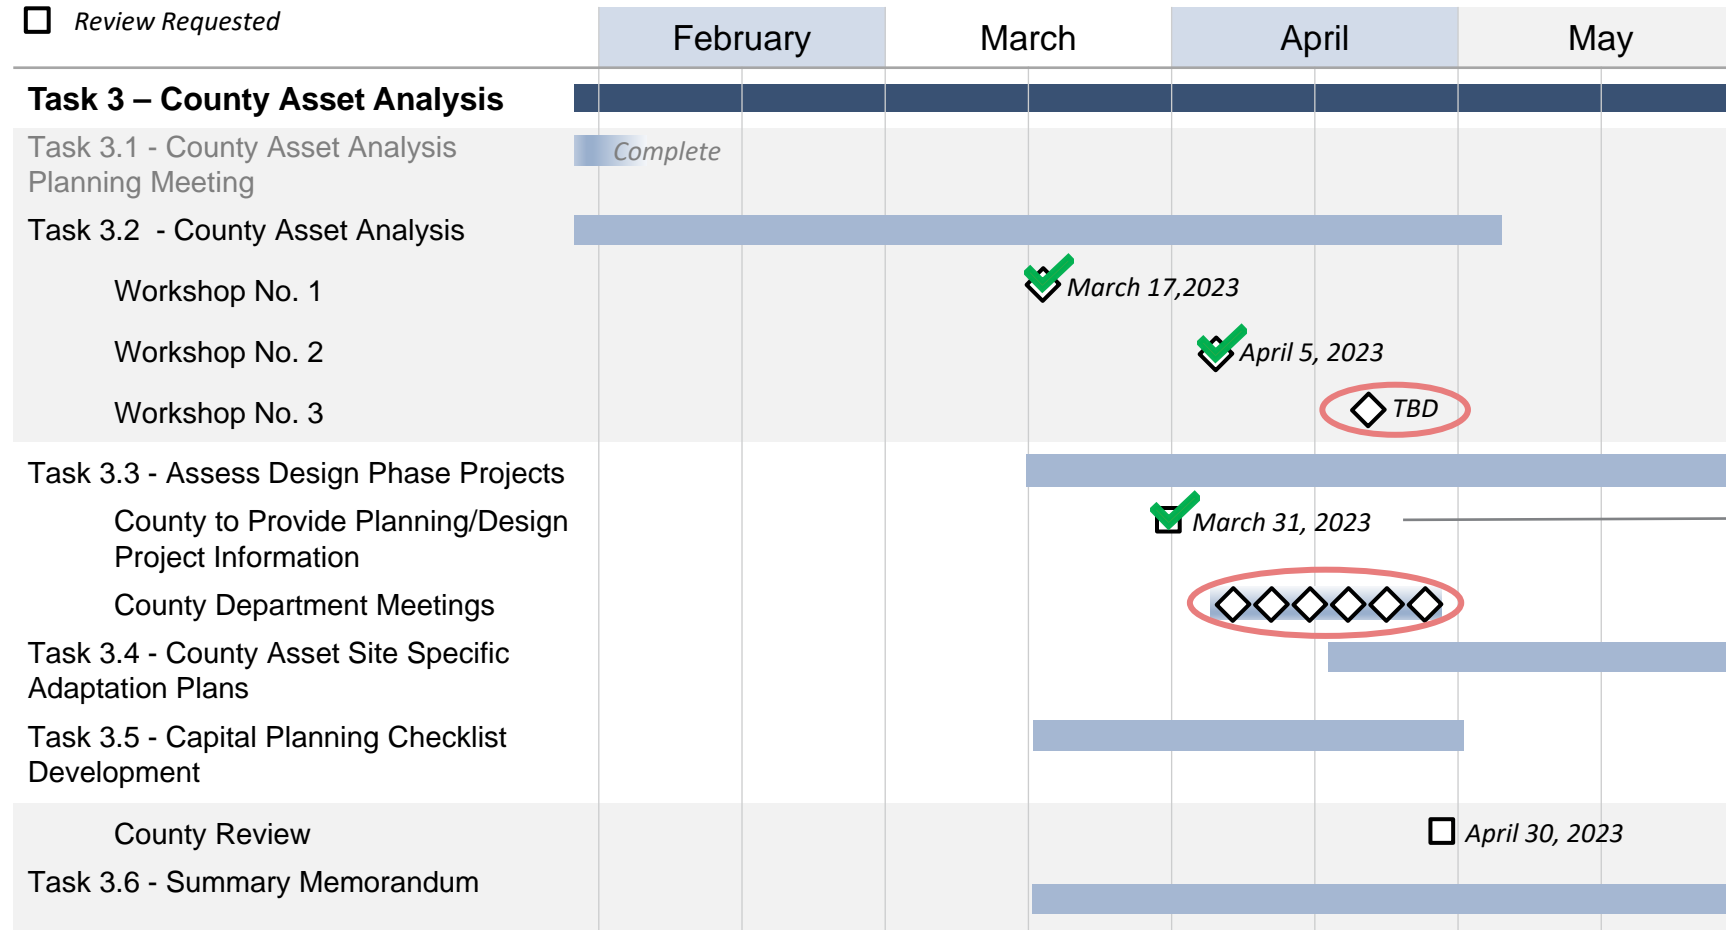 Review Requested
February March April May
Task 3 – County Asset Analysis
Task 3.1 - County Asset Analysis
Planning Meeting
Complete
Task 3.2 - County Asset Analysis
Workshop No. 1
March 17,2023
Workshop No. 2
April 5, 2023
Workshop No. 3
TBD
Task 3.3 - Assess Design Phase Projects
County to Provide Planning/Design
Project Information
March 31, 2023
County Department Meetings
Task 3.4 - County Asset Site Specific
Adaptation Plans
Task 3.5 - Capital Planning Checklist
Development
County Review
April 30, 2023
Task 3.6 - Summary Memorandum